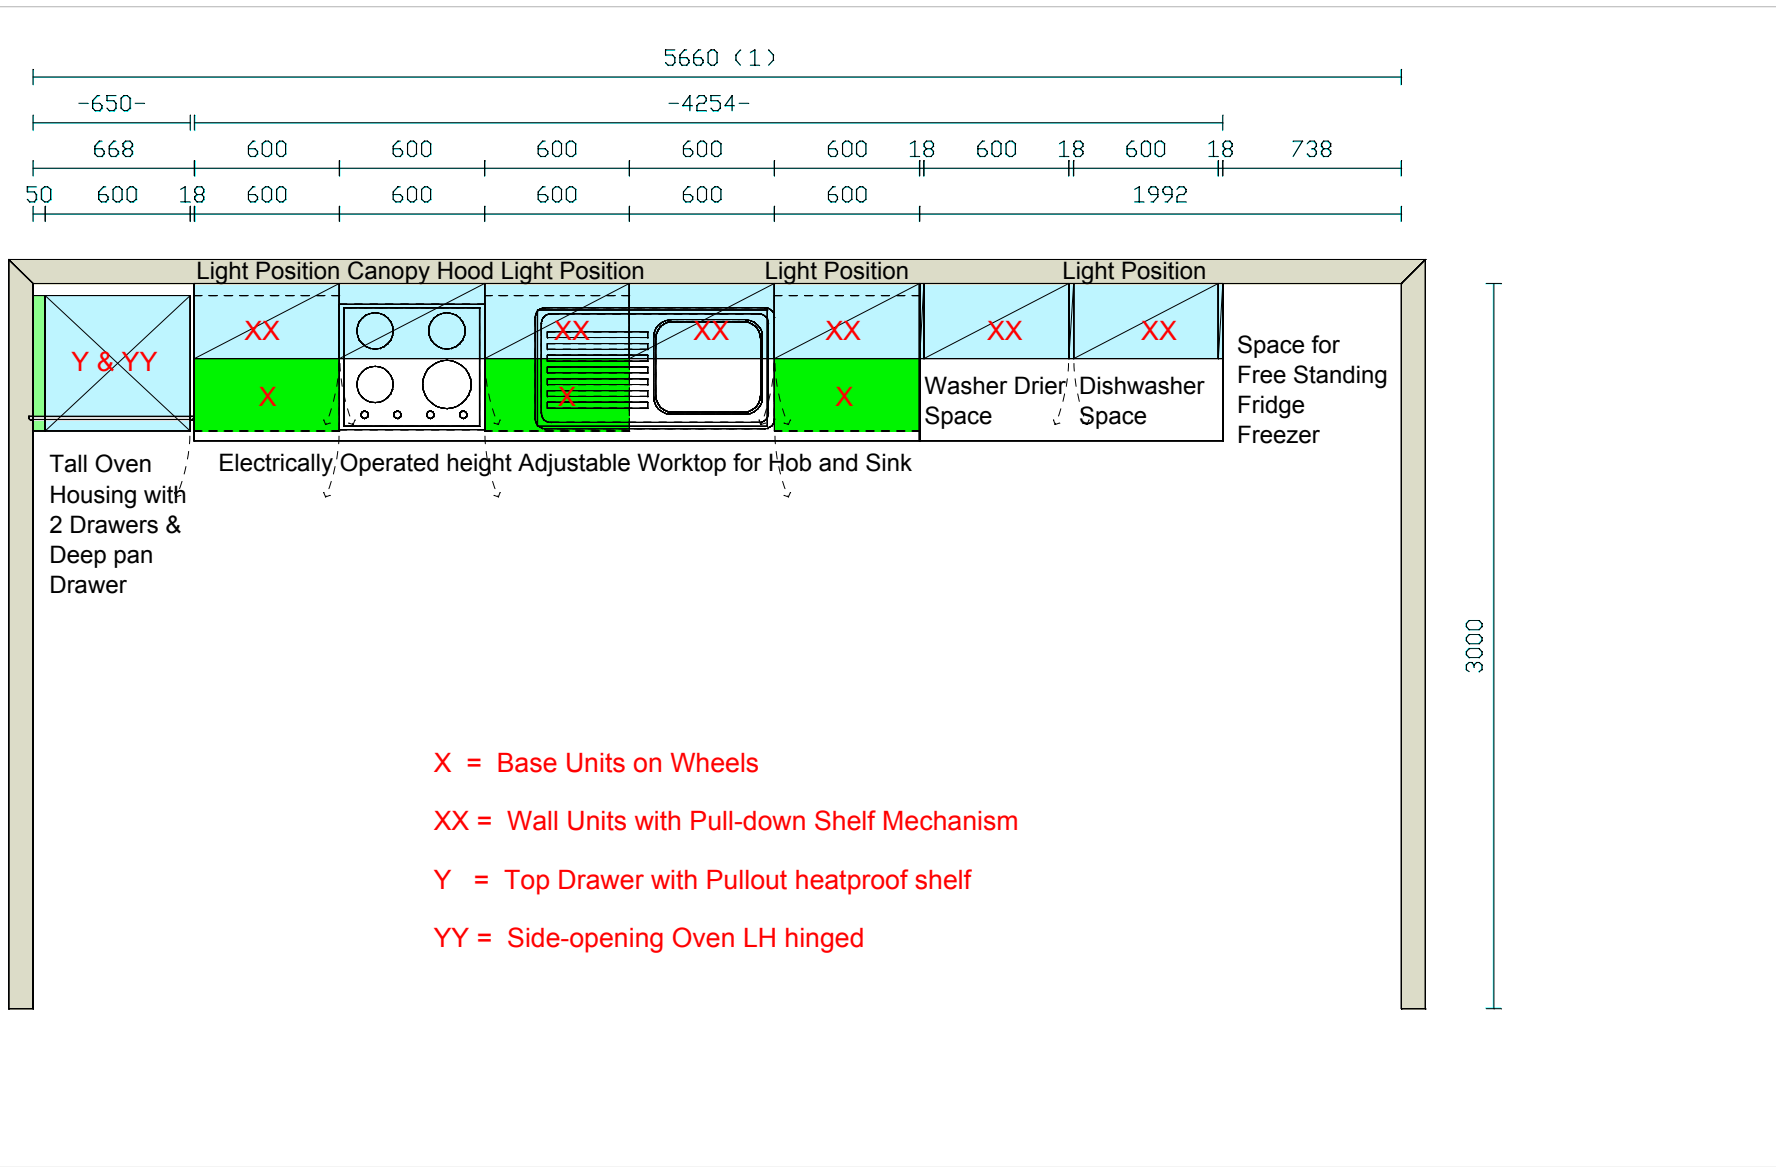 5660 (1)
-650- -4254-
668 600 600 600 600 600 18 600 18 600 18 738
50 600 18 600 600 600 600 600 1992
Light Position Canopy Hood Light Position Light Position Light Position
XX XX XX XX XX XX
Y & YY
X X X
Washer Drier
Space
Dishwasher
Space
Space for
Free Standing
Fridge
Freezer
Electrically Operated height Adjustable Worktop for Hob and Sink
Tall Oven
Housing with
2 Drawers &
Deep pan
Drawer
3000
X = Base Units on Wheels
XX = Wall Units with Pull-down Shelf Mechanism
Y = Top Drawer with Pullout heatproof shelf
YY = Side-opening Oven LH hinged